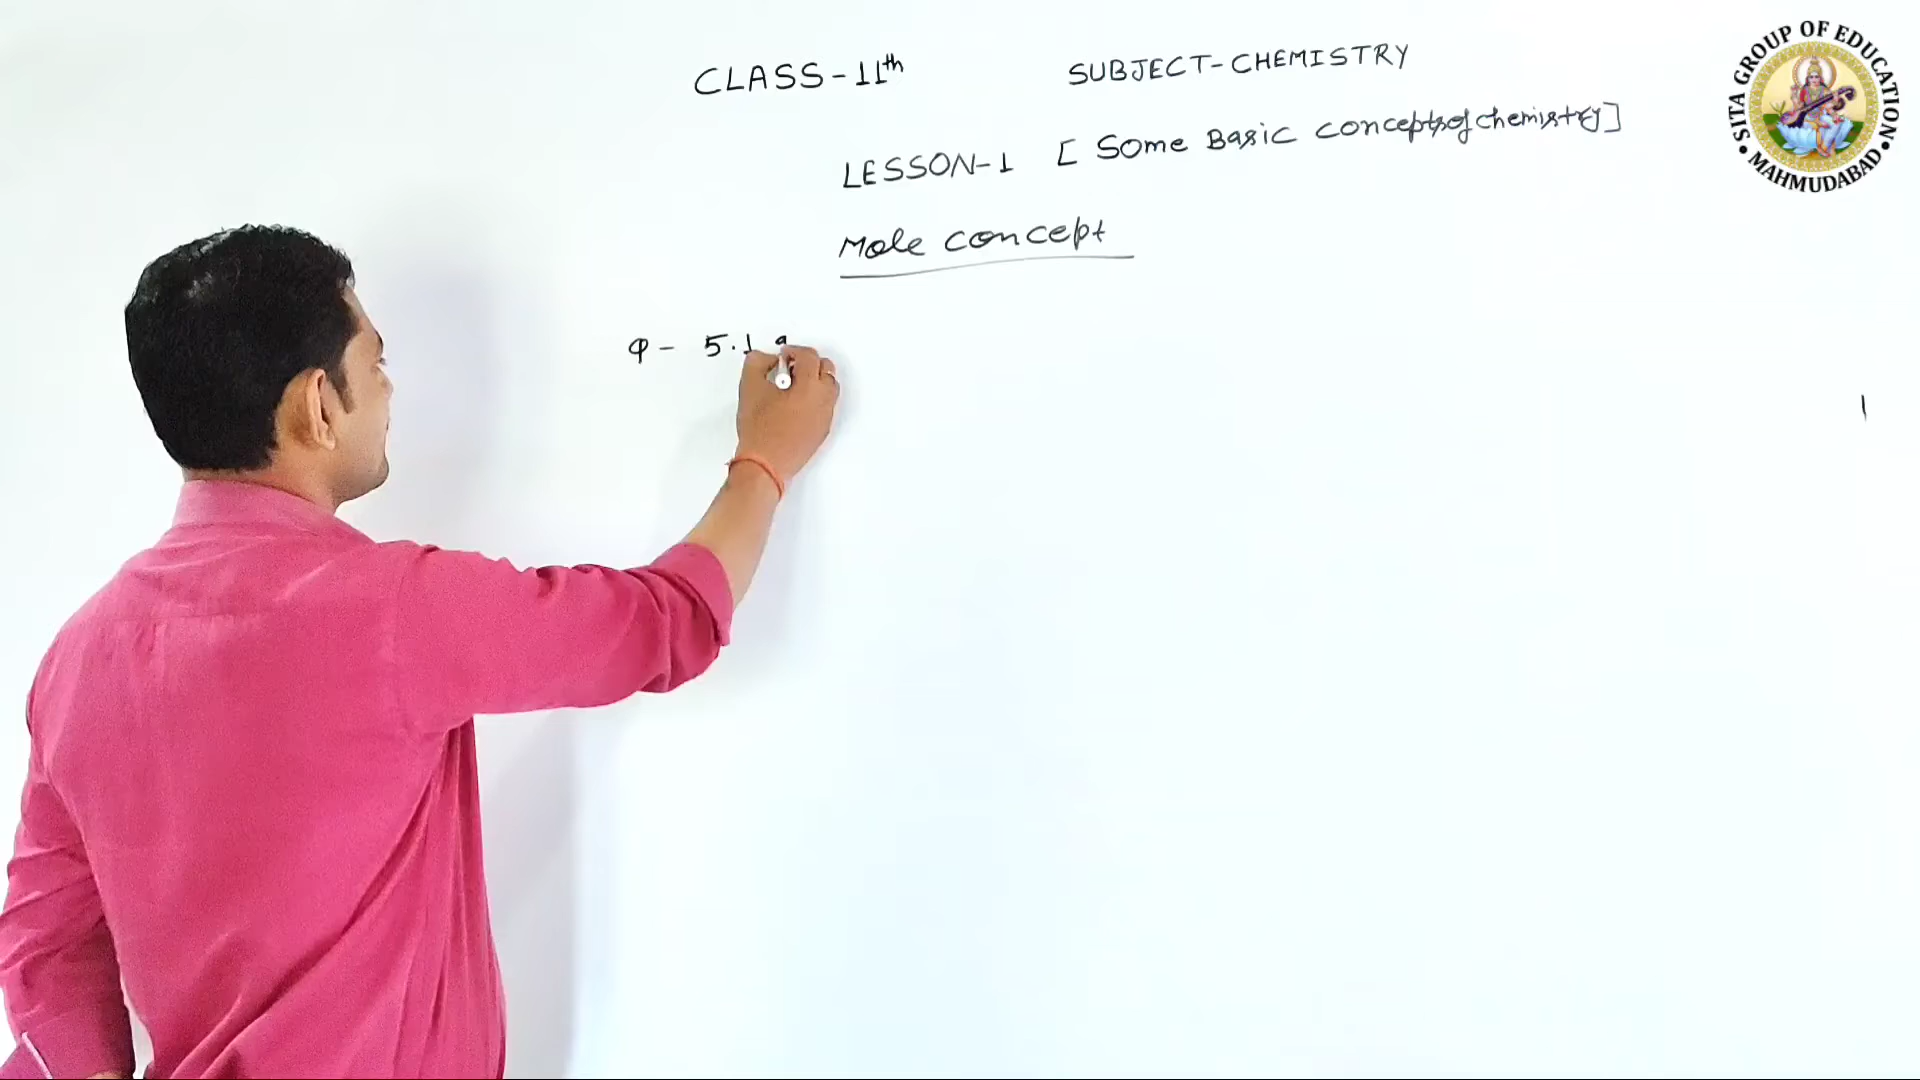 CLASS-11th SUBJECT-CHEMISTRY
LESSON-1 [ Some Basic Concepts of chemistry ]
Mole concept
Q- 5.1 g
SITA GROUP OF EDUCATION
• MAHMUDABAD •